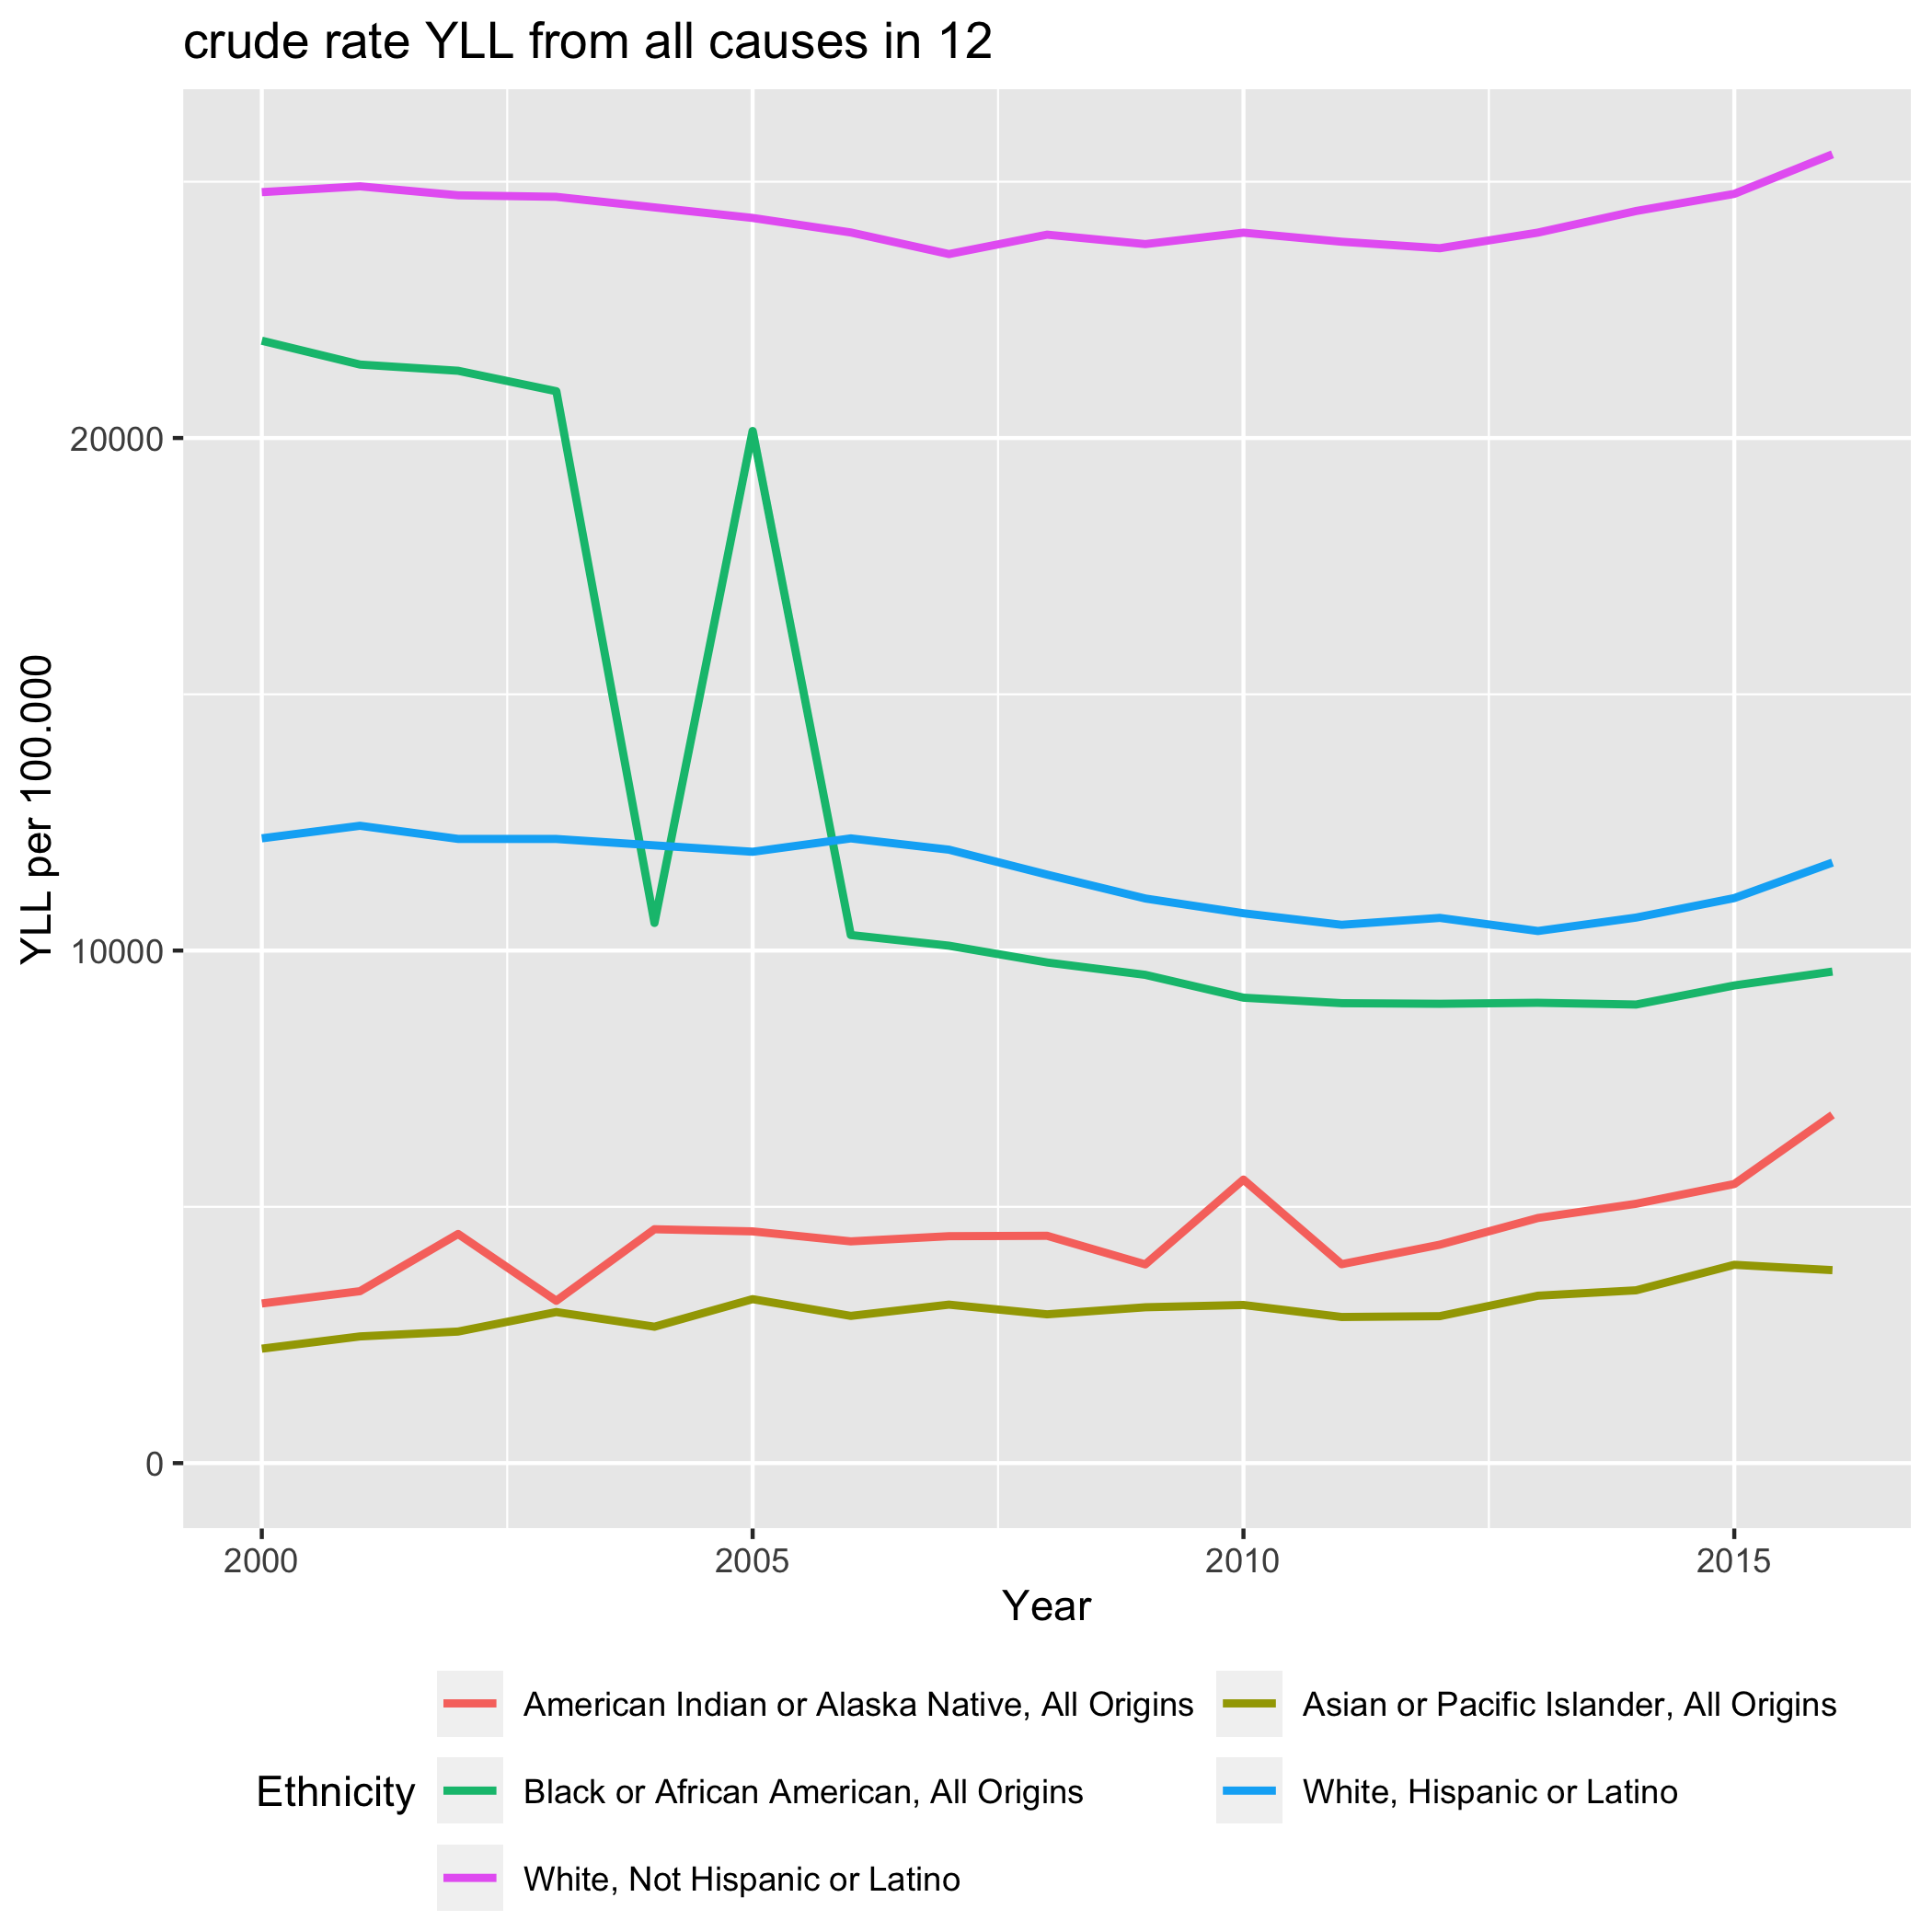 crude rate YLL from all causes in 12
YLL per 100.000
20000
10000
0
2000 2005 2010 2015
Year
Ethnicity
American Indian or Alaska Native, All Origins
Asian or Pacific Islander, All Origins
Black or African American, All Origins
White, Hispanic or Latino
White, Not Hispanic or Latino